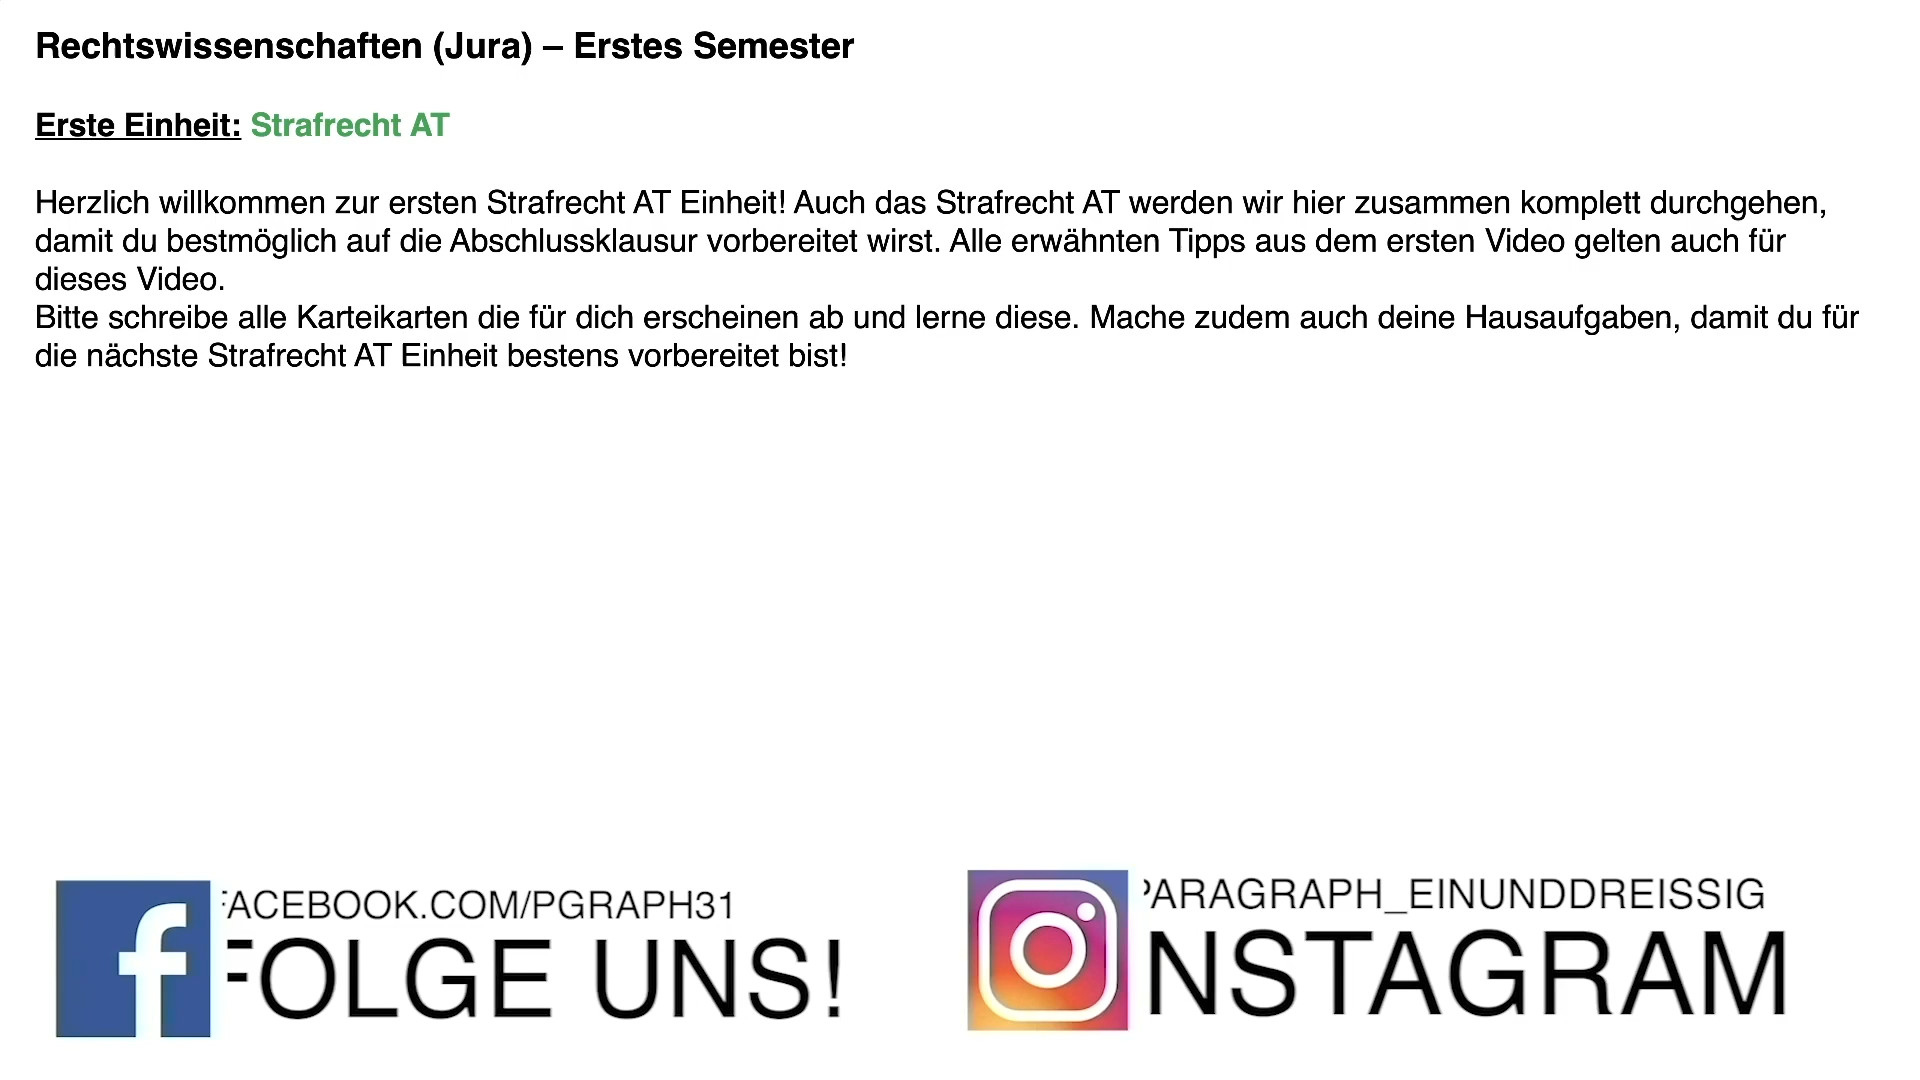 Rechtswissenschaften (Jura) – Erstes Semester
Erste Einheit: Strafrecht AT
Herzlich willkommen zur ersten Strafrecht AT Einheit! Auch das Strafrecht AT werden wir hier zusammen komplett durchgehen,
damit du bestmöglich auf die Abschlussklausur vorbereitet wirst. Alle erwähnten Tipps aus dem ersten Video gelten auch für
dieses Video.
Bitte schreibe alle Karteikarten die für dich erscheinen ab und lerne diese. Mache zudem auch deine Hausaufgaben, damit du für
die nächste Strafrecht AT Einheit bestens vorbereitet bist!
FACEBOOK.COM/PGRAPH31
FOLGE UNS!
PARAGRAPH_EINUNDDREISSIG
NSTAGRAM